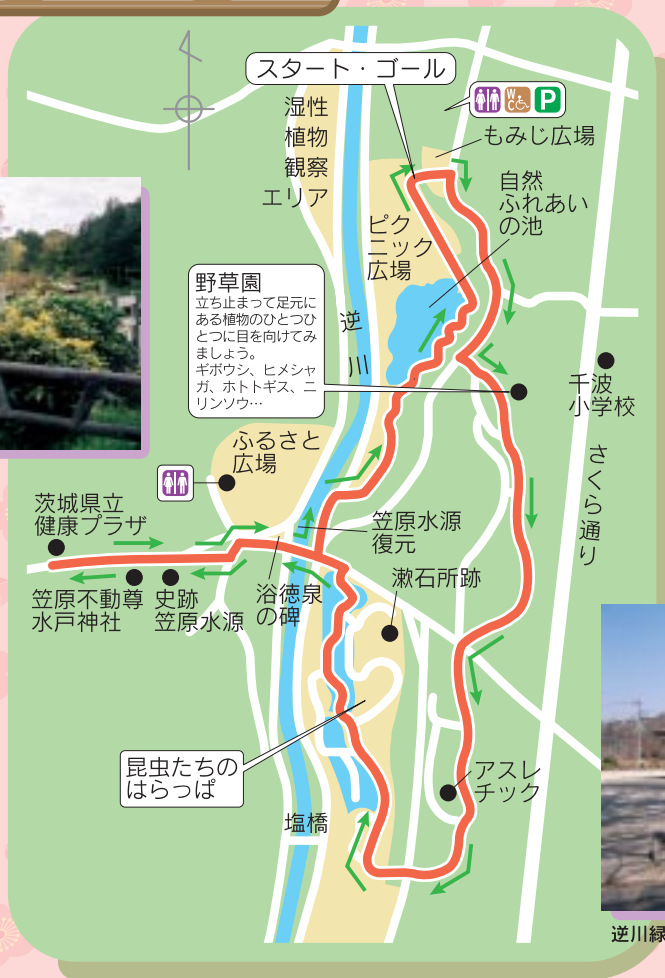 スタート・ゴール
WC
P
もみじ広場
湿性
植物
観察
エリア
自然
ふれあい
の池
ピク
ニック
広場
野草園
立ち止まって足元に
ある植物のひとつひ
とつに目を向けてみ
ましょう。
ギボウシ、ヒメシャ
ガ、ホトトギス、ニ
リンソウ…
逆川
千波
小学校
さくら通り
ふるさと
広場
茨城県立
健康プラザ
笠原水源
復元
漱石所跡
笠原不動尊
水戸神社
史跡
笠原水源
浴徳泉
の碑
昆虫たちの
はらっぱ
アスレ
チック
塩橋
逆川緑